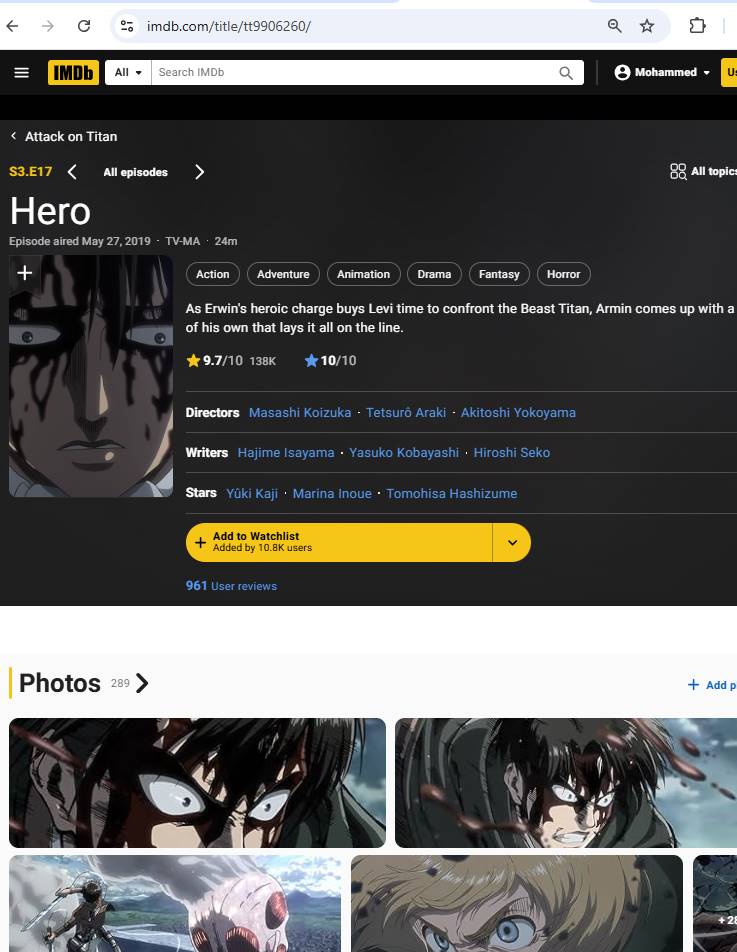 imdb.com/title/tt9906260/
IMDb All Search IMDb Mohammed
Attack on Titan
S3.E17 All episodes All topics
Hero
Episode aired May 27, 2019 · TV-MA · 24m
Action Adventure Animation Drama Fantasy Horror
As Erwin's heroic charge buys Levi time to confront the Beast Titan, Armin comes up with a
of his own that lays it all on the line.
9.7/10 138K 10/10
Directors Masashi Koizuka · Tetsurō Araki · Akitoshi Yokoyama
Writers Hajime Isayama · Yasuko Kobayashi · Hiroshi Seko
Stars Yûki Kaji · Marina Inoue · Tomohisa Hashizume
+ Add to Watchlist
Added by 10.8K users
961 User reviews
Photos 289
+ Add p
+ 28